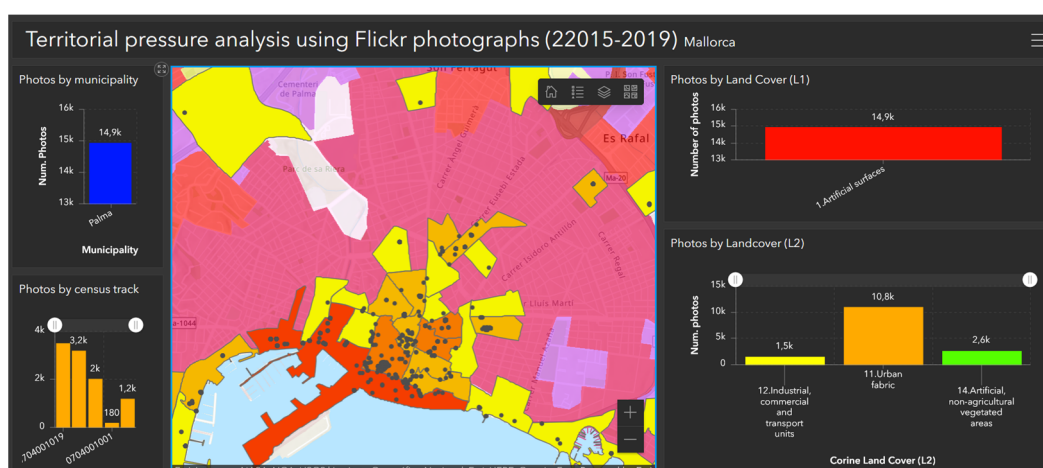 Territorial pressure analysis using Flickr photographs (22015-2019) Mallorca
Photos by municipality
16k
15k
14k
13k
14,9k
Num. Photos
Palma
Municipality
Photos by census track
4k
2k
0
3,2k
2k
180
1,2k
.704001019
0704001001
Son Ferragut
Cementeri
de Palma
Parc de sa Riera
Carrer Ángel Guimerà
Carrer Eusebi Estada
Carrer Isidoro Antillón
Carrer Regal
Es Rafal
Ma-20
Lluís Martí
a-1044
Photos by Land Cover (L1)
16k
15k
14k
13k
14,9k
Number of photos
1.Artificial surfaces
Photos by Landcover (L2)
15k
10k
5k
0
Num. photos
1,5k
10,8k
2,6k
12.Industrial,
commercial
and
transport
units
11.Urban
fabric
14.Artificial,
non-agricultural
vegetated
areas
Corine Land Cover (L2)